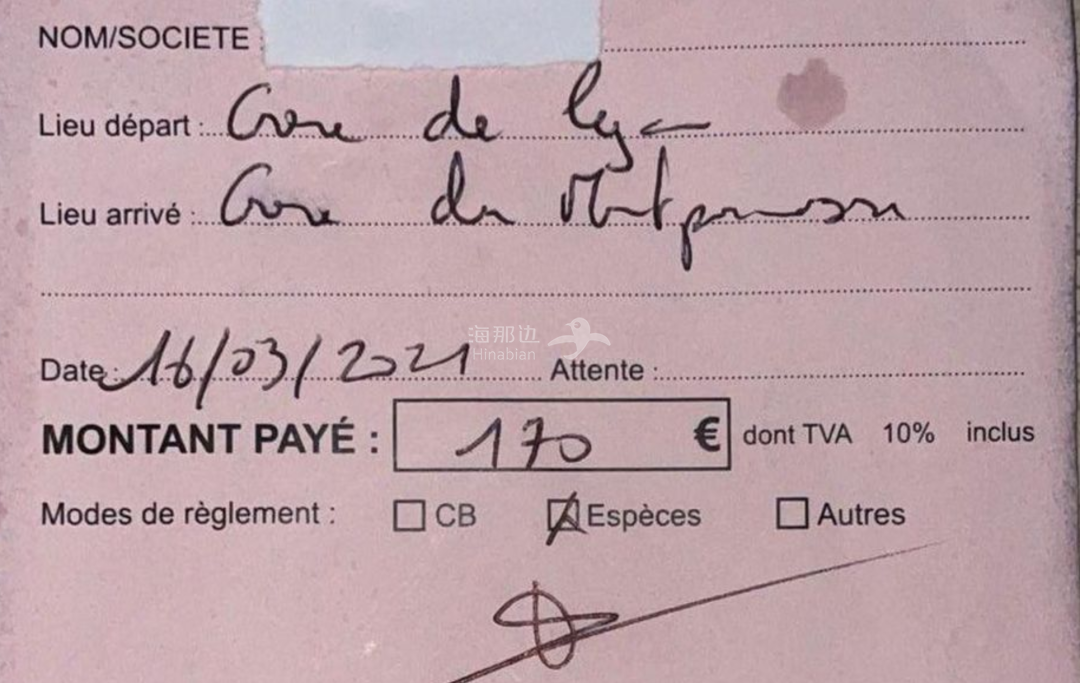 NOM/SOCIETE
Lieu départ : Gare de Lyon
Lieu arrivé : Gare du Montparnasse
海那边
Hinabian
Date : 16/03/2021 Attente :
MONTANT PAYÉ : 170 € dont TVA 10% inclus
Modes de règlement : CB Espèces Autres